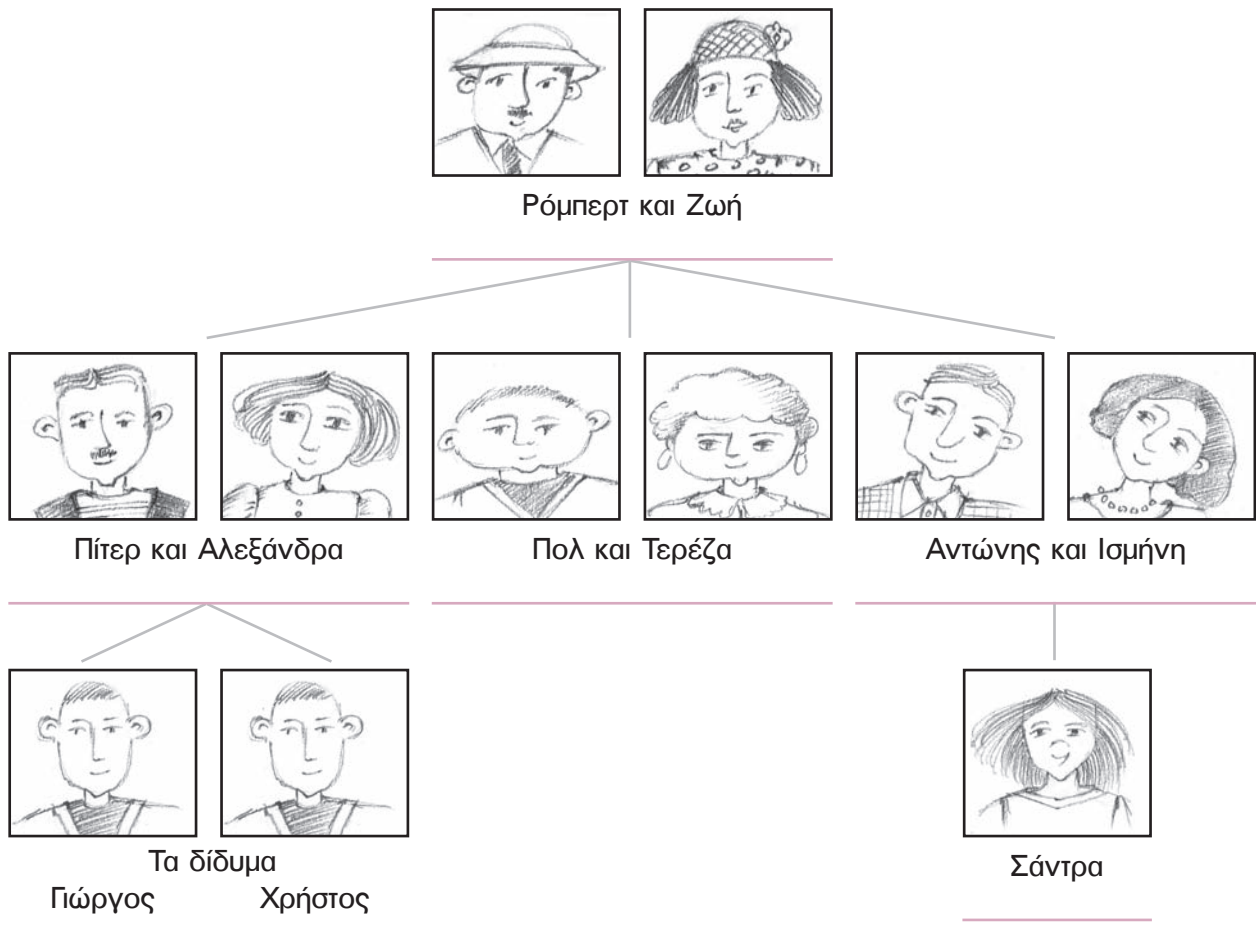 Ρόμπερτ και Ζωή
Πίτερ και Αλεξάνδρα
Πολ και Τερέζα
Αντώνης και Ισμήνη
Τα δίδυμα
Γιώργος
Χρήστος
Σάντρα